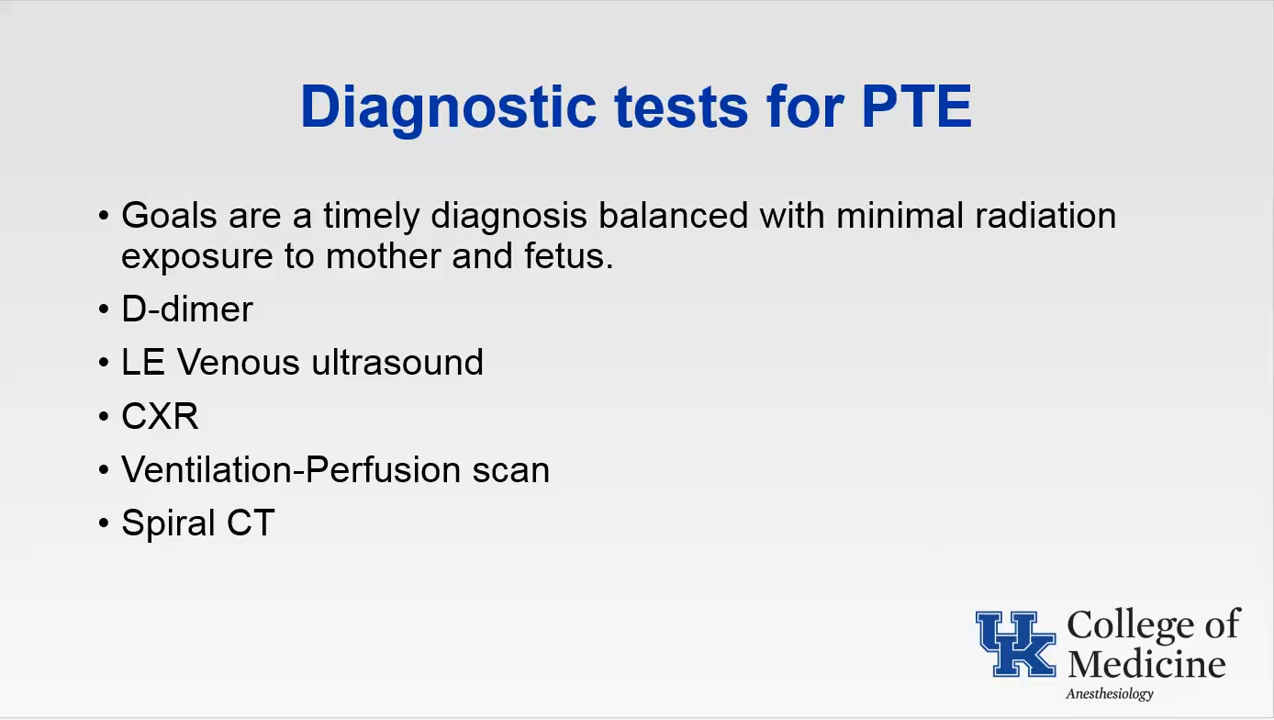 Diagnostic tests for PTE
• Goals are a timely diagnosis balanced with minimal radiation
exposure to mother and fetus.
• D-dimer
• LE Venous ultrasound
• CXR
• Ventilation-Perfusion scan
• Spiral CT
UK College of
Medicine
Anesthesiology